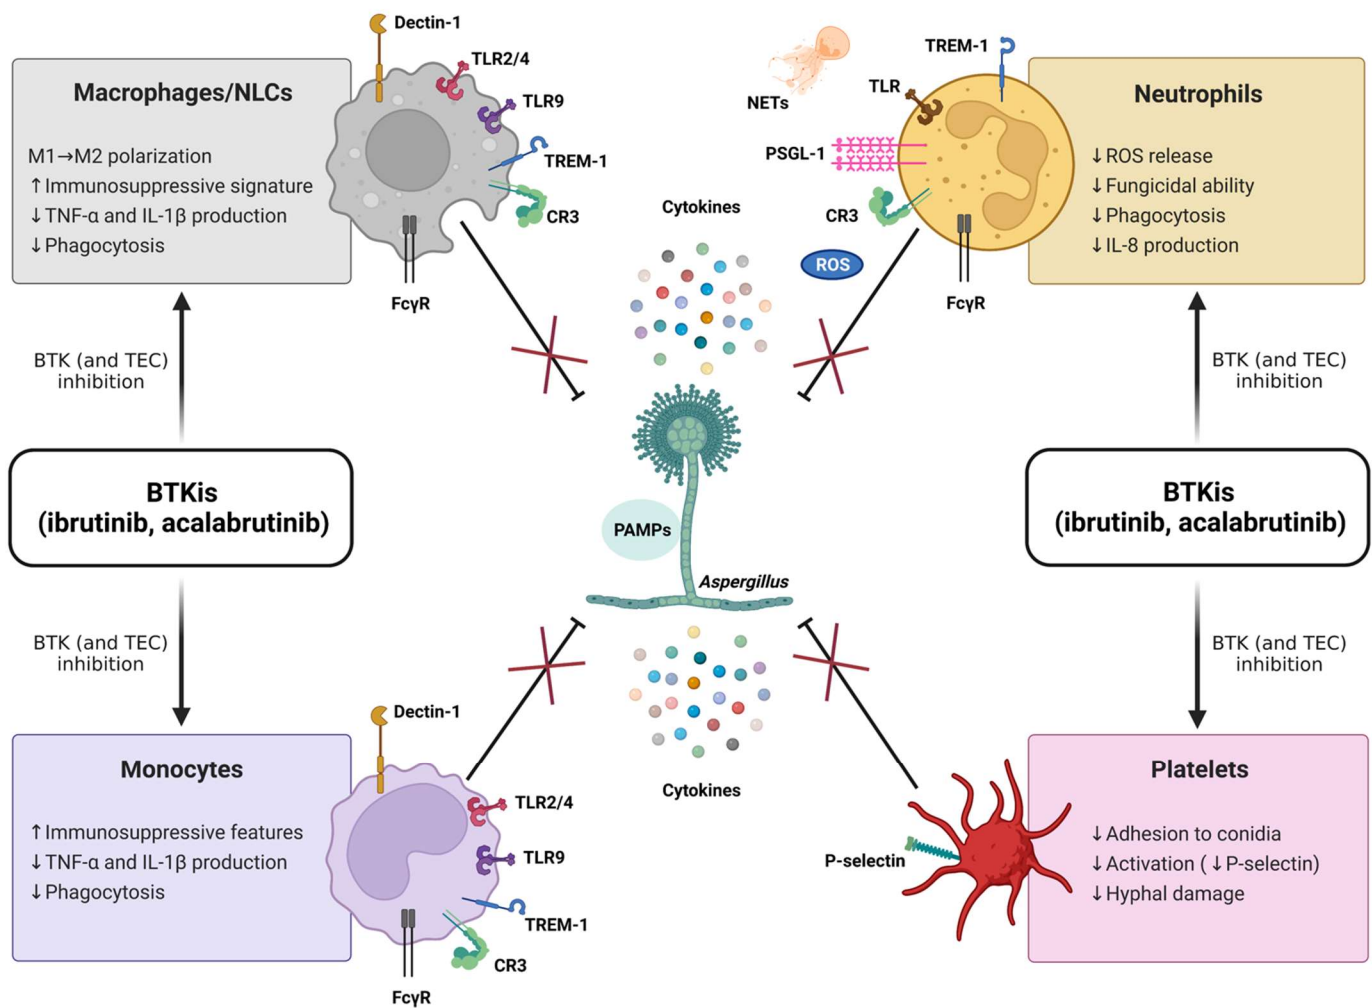 Dectin-1
TLR2/4
TLR9
TREM-1
CR3
FcγR
Macrophages/NLCs
M1→M2 polarization
↑Immunosuppressive signature
↓TNF-α and IL-1β production
↓Phagocytosis
NETs
TREM-1
TLR
PSGL-1
CR3
FcγR
Neutrophils
↓ROS release
↓Fungicidal ability
↓Phagocytosis
↓IL-8 production
Cytokines
ROS
BTK (and TEC)
inhibition
BTK (and TEC)
inhibition
BTKis
(ibrutinib, acalabrutinib)
PAMPs
Aspergillus
BTKis
(ibrutinib, acalabrutinib)
BTK (and TEC)
inhibition
BTK (and TEC)
inhibition
Monocytes
↑Immunosuppressive features
↓TNF-α and IL-1β production
↓Phagocytosis
Dectin-1
TLR2/4
TLR9
TREM-1
CR3
FcγR
Cytokines
P-selectin
Platelets
↓Adhesion to conidia
↓Activation (↓P-selectin)
↓Hyphal damage